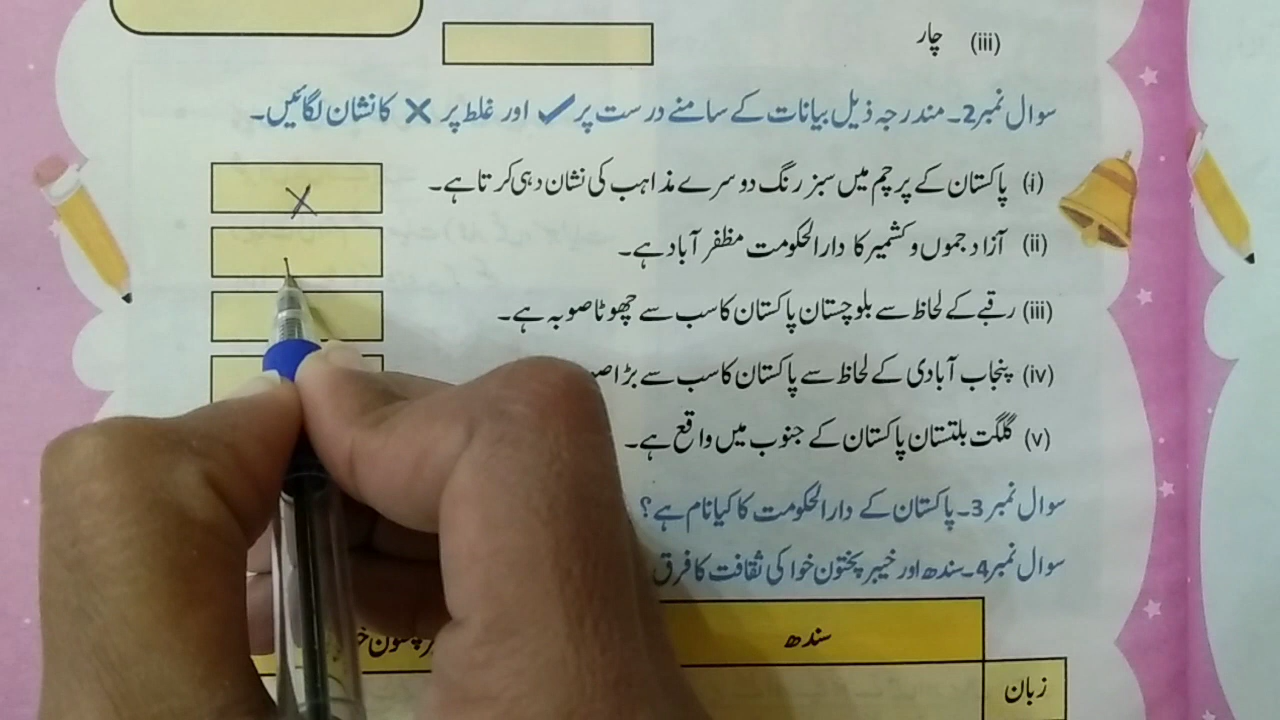 (iii) چار
سوال نمبر2۔ مندرجہ ذیل بیانات کے سامنے درست پر ✔ اور غلط پر ✖ کا نشان لگائیں۔
(i) پاکستان کے پرچم میں سبز رنگ دوسرے مذاہب کی نشان دہی کرتا ہے۔ ✗
(ii) آزاد جموں و کشمیر کا دارالحکومت مظفر آباد ہے۔
(iii) رقبے کے لحاظ سے بلوچستان پاکستان کا سب سے چھوٹا صوبہ ہے۔
(iv) پنجاب آبادی کے لحاظ سے پاکستان کا سب سے بڑا
(v) گلگت بلتستان پاکستان کے جنوب میں واقع ہے۔
سوال نمبر3۔ پاکستان کے دارالحکومت کا کیا نام ہے؟
سوال نمبر4۔ سندھ اور خیبر پختون خوا کی ثقافت کا فرق
سندھ
زبان